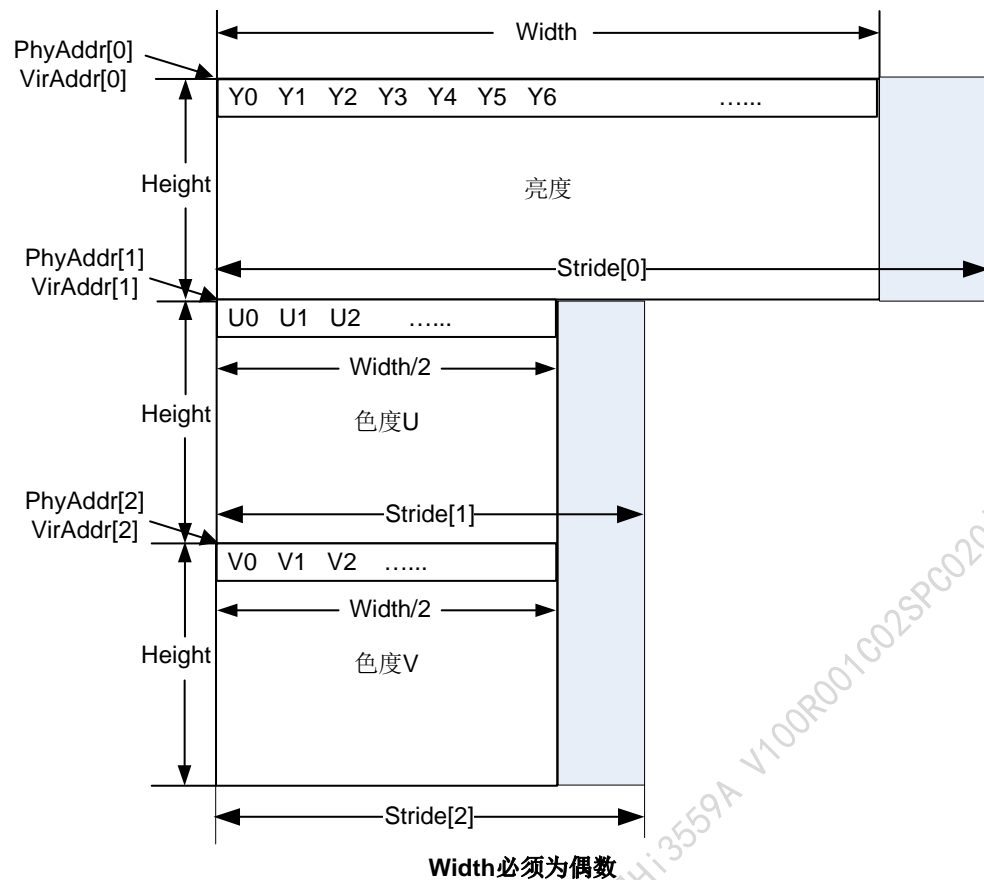 Width
PhyAddr[0]
VirAddr[0]
Y0 Y1 Y2 Y3 Y4 Y5 Y6 …...
Height
亮度
PhyAddr[1]
VirAddr[1]
Stride[0]
U0 U1 U2 …...
Width/2
Height
色度U
PhyAddr[2]
VirAddr[2]
Stride[1]
V0 V1 V2 …...
Width/2
Height
色度V
Stride[2]
Width必须为偶数
Hi3559A V100R001C02SPC020